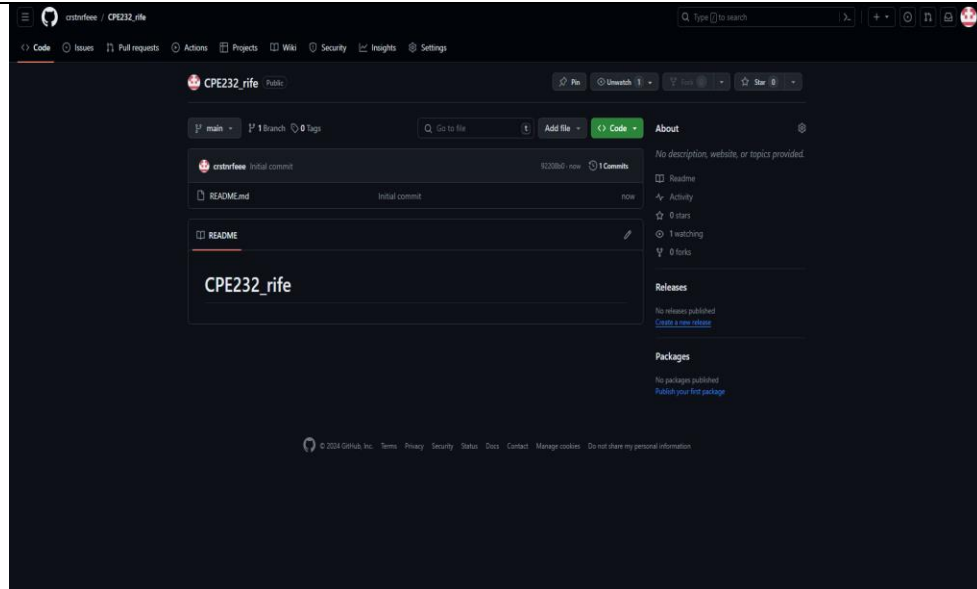 crstnrfeee / CPE232_rife
Type / to search
Code Issues Pull requests Actions Projects Wiki Security Insights Settings
CPE232_rife Public
Pin Unwatch 1 Fork 0 Star 0
main 1 Branch 0 Tags Go to file t Add file Code
About
No description, website, or topics provided.
crstnrfeee Initial commit 92208b0 · now 1 Commits
Readme
README.md Initial commit now
Activity
0 stars
README
1 watching
0 forks
CPE232_rife
Releases
No releases published
Create a new release
Packages
No packages published
Publish your first package
© 2024 GitHub, Inc. Terms Privacy Security Status Docs Contact Manage cookies Do not share my personal information